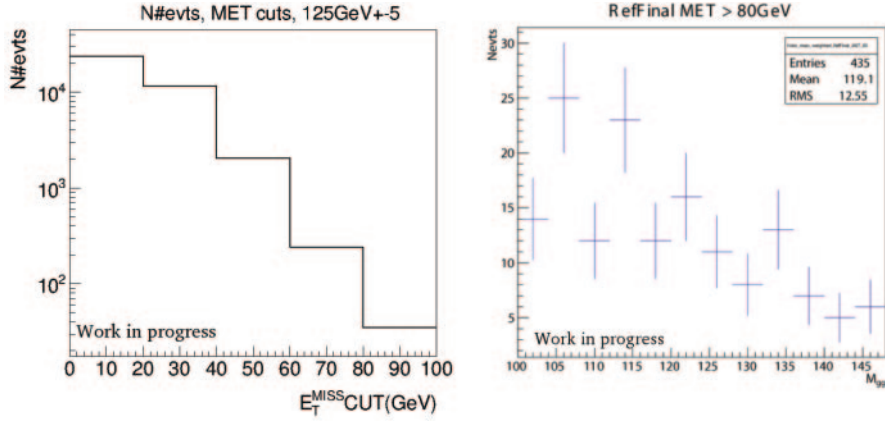 N#evts, MET cuts, 125GeV+-5
N#evts
10⁴
10³
10²
Work in progress
0 10 20 30 40 50 60 70 80 90 100
E_T^MISS CUT(GeV)
RefFinal MET > 80GeV
Nevts
Entries 435
Mean 119.1
RMS 12.55
30
25
20
15
10
5
Work in progress
100 105 110 115 120 125 130 135 140 145